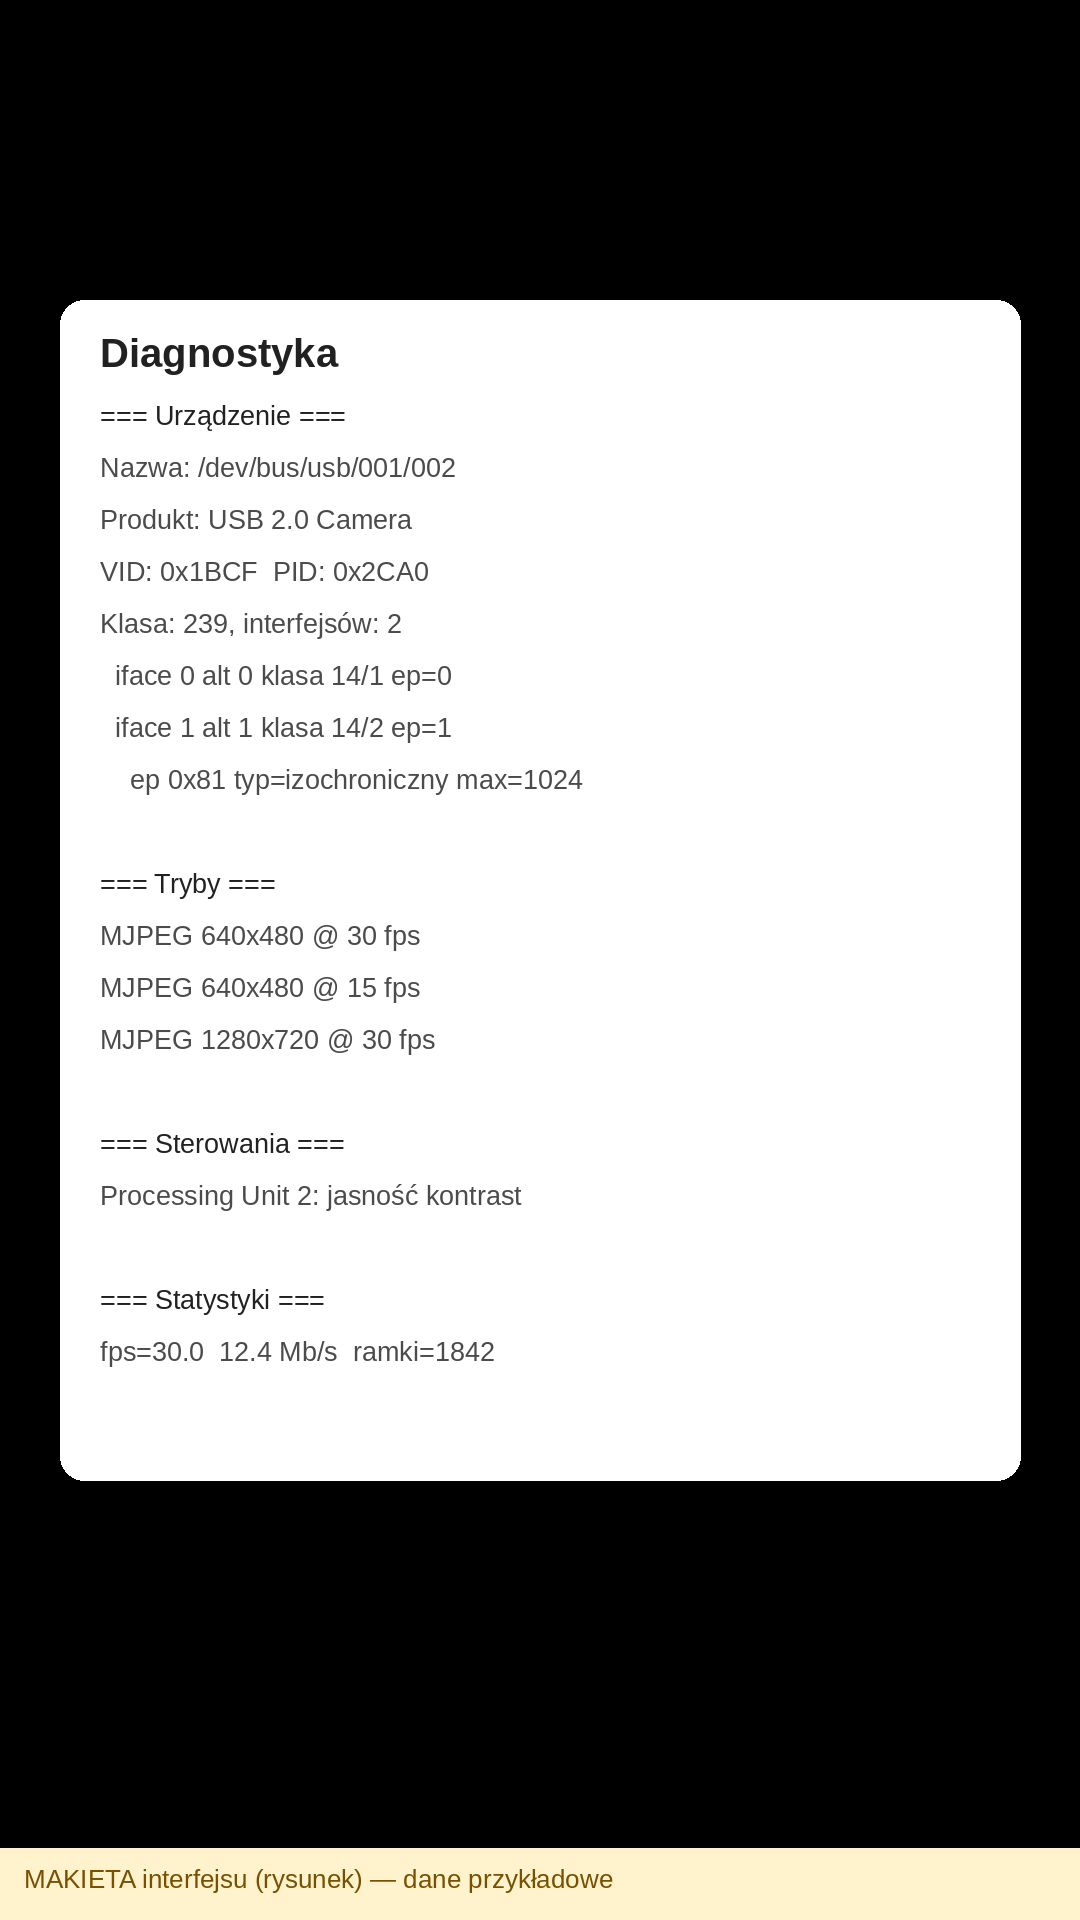 Diagnostyka
=== Urządzenie ===
Nazwa: /dev/bus/usb/001/002
Produkt: USB 2.0 Camera
VID: 0x1BCF  PID: 0x2CA0
Klasa: 239, interfejsów: 2
iface 0 alt 0 klasa 14/1 ep=0
iface 1 alt 1 klasa 14/2 ep=1
ep 0x81 typ=izochroniczny max=1024
=== Tryby ===
MJPEG 640x480 @ 30 fps
MJPEG 640x480 @ 15 fps
MJPEG 1280x720 @ 30 fps
=== Sterowania ===
Processing Unit 2: jasność kontrast
=== Statystyki ===
fps=30.0  12.4 Mb/s  ramki=1842
MAKIETA interfejsu (rysunek) — dane przykładowe